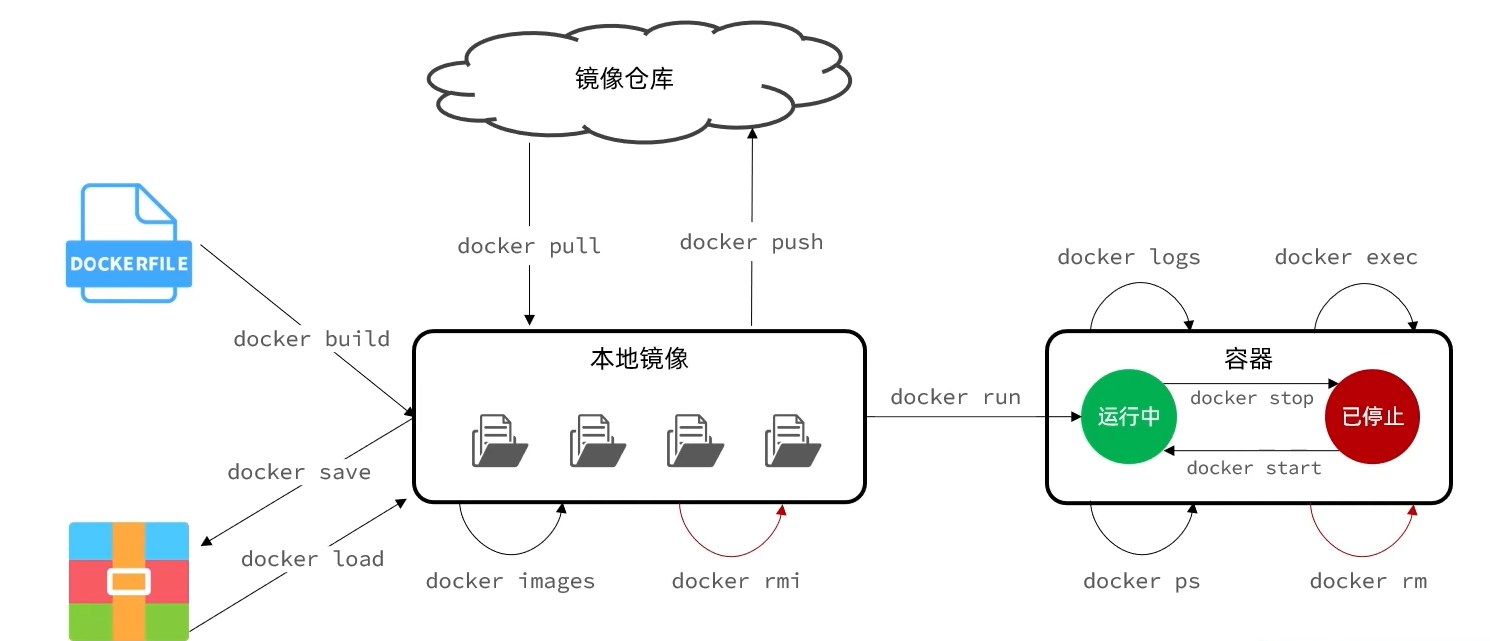 镜像仓库
DOCKERFILE
docker pull
docker push
docker logs
docker exec
docker build
本地镜像
容器
docker run
docker stop
运行中
已停止
docker start
docker save
docker load
docker images
docker rmi
docker ps
docker rm